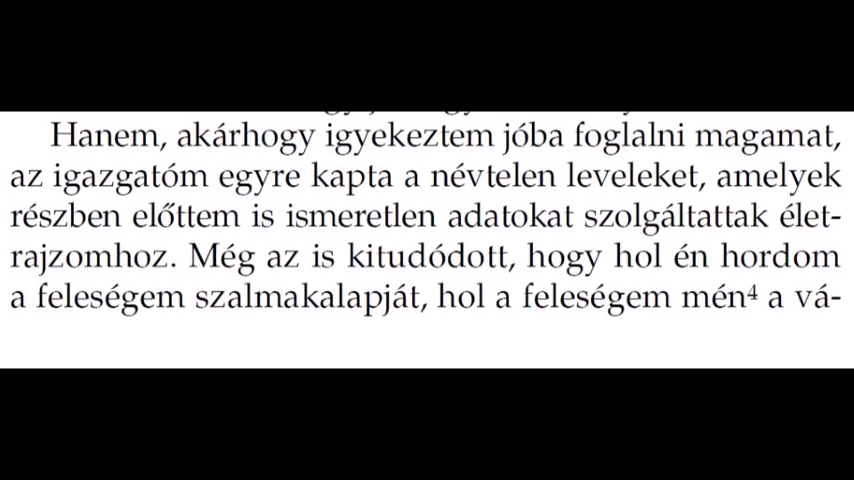 Hanem, akárhogy igyekeztem jóba foglalni magamat,
az igazgatóm egyre kapta a névtelen leveleket, amelyek
részben előttem is ismeretlen adatokat szolgáltattak élet-
rajzomhoz. Még az is kitudódott, hogy hol én hordom
a feleségem szalmakalapját, hol a feleségem mén⁴ a vá-